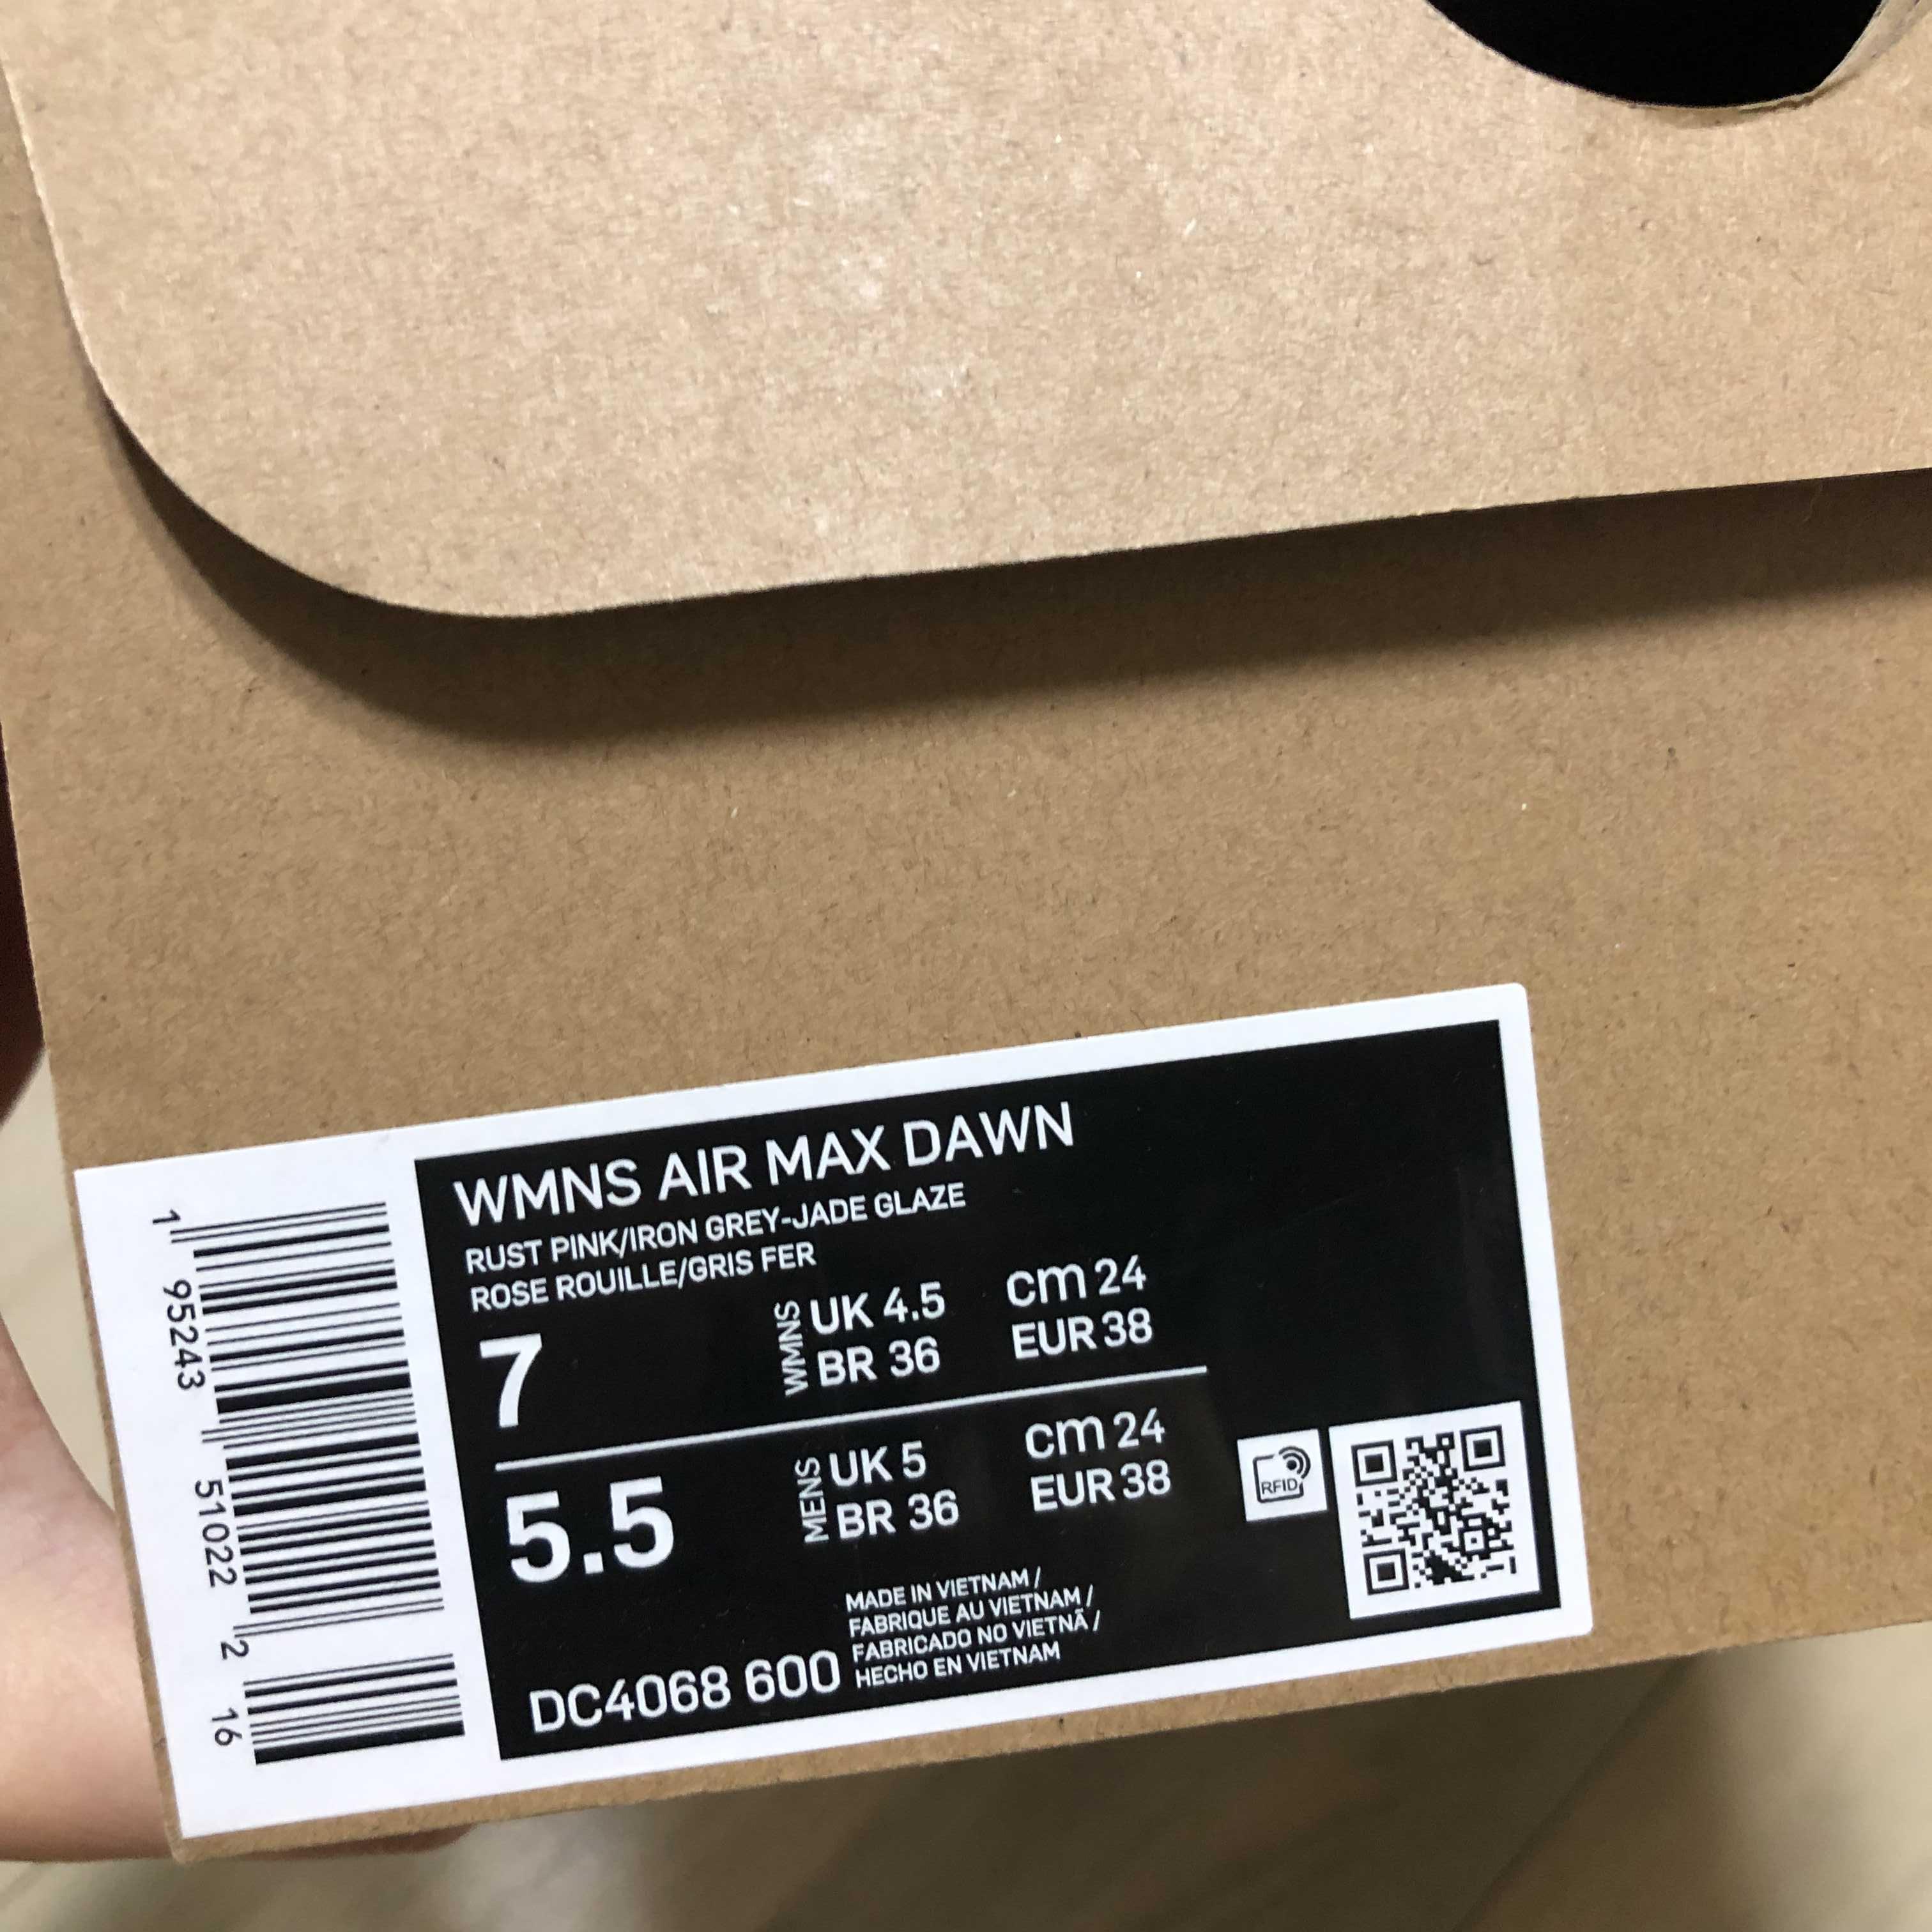 WMNS AIR MAX DAWN
RUST PINK/IRON GREY-JADE GLAZE
ROSE ROUILLE/GRIS FER
7
WMNS
UK 4.5
BR 36
cm 24
EUR 38
5.5
MENS
UK 5
BR 36
cm 24
EUR 38
RFID
DC4068 600
MADE IN VIETNAM /
FABRIQUE AU VIETNAM /
FABRICADO NO VIETNÃ /
HECHO EN VIETNAM
1 95243 51022 2 16